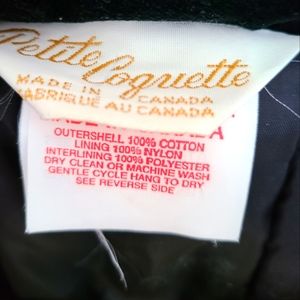 Petite Coquette
MADE IN CANADA
FABRIQUE AU CANADA
OUTERSHELL 100% COTTON
LINING 100% NYLON
INTERLINING 100% POLYESTER
DRY CLEAN OR MACHINE WASH
GENTLE CYCLE HANG TO DRY
SEE REVERSE SIDE